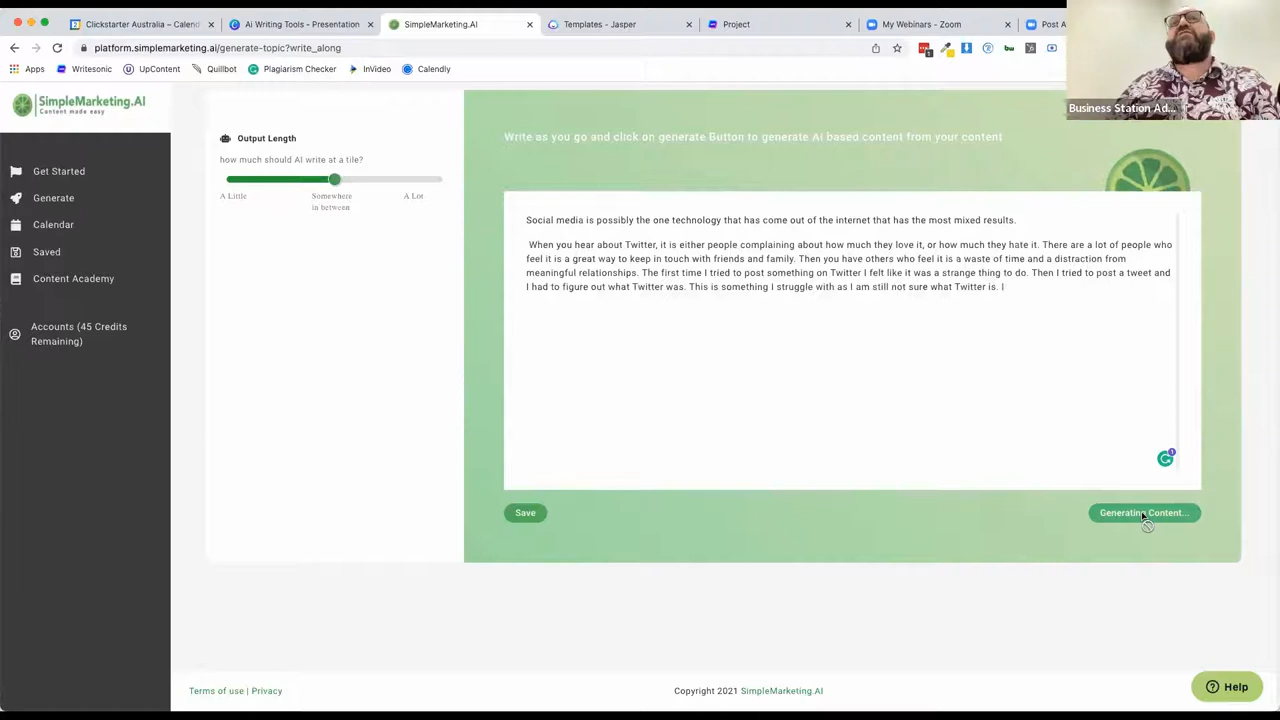 Clickstarter Australia – Calend
Ai Writing Tools - Presentation
SimpleMarketing.AI
Templates - Jasper
Project
My Webinars - Zoom
Post A
platform.simplemarketing.ai/generate-topic?write_along
Apps
Writesonic
UpContent
Quillbot
Plagiarism Checker
InVideo
Calendly
Business Station Ad...
SimpleMarketing.AI
Content made easy
Get Started
Generate
Calendar
Saved
Content Academy
Accounts (45 Credits
Remaining)
Output Length
how much should AI write at a tile?
A Little
Somewhere
in between
A Lot
Write as you go and click on generate Button to generate AI based content from your content
Social media is possibly the one technology that has come out of the internet that has the most mixed results.
When you hear about Twitter, it is either people complaining about how much they love it, or how much they hate it. There are a lot of people who
feel it is a great way to keep in touch with friends and family. Then you have others who feel it is a waste of time and a distraction from
meaningful relationships. The first time I tried to post something on Twitter I felt like it was a strange thing to do. Then I tried to post a tweet and
I had to figure out what Twitter was. This is something I struggle with as I am still not sure what Twitter is. I
1
Save
Generating Content...
Terms of use | Privacy
Copyright 2021 SimpleMarketing.AI
Help